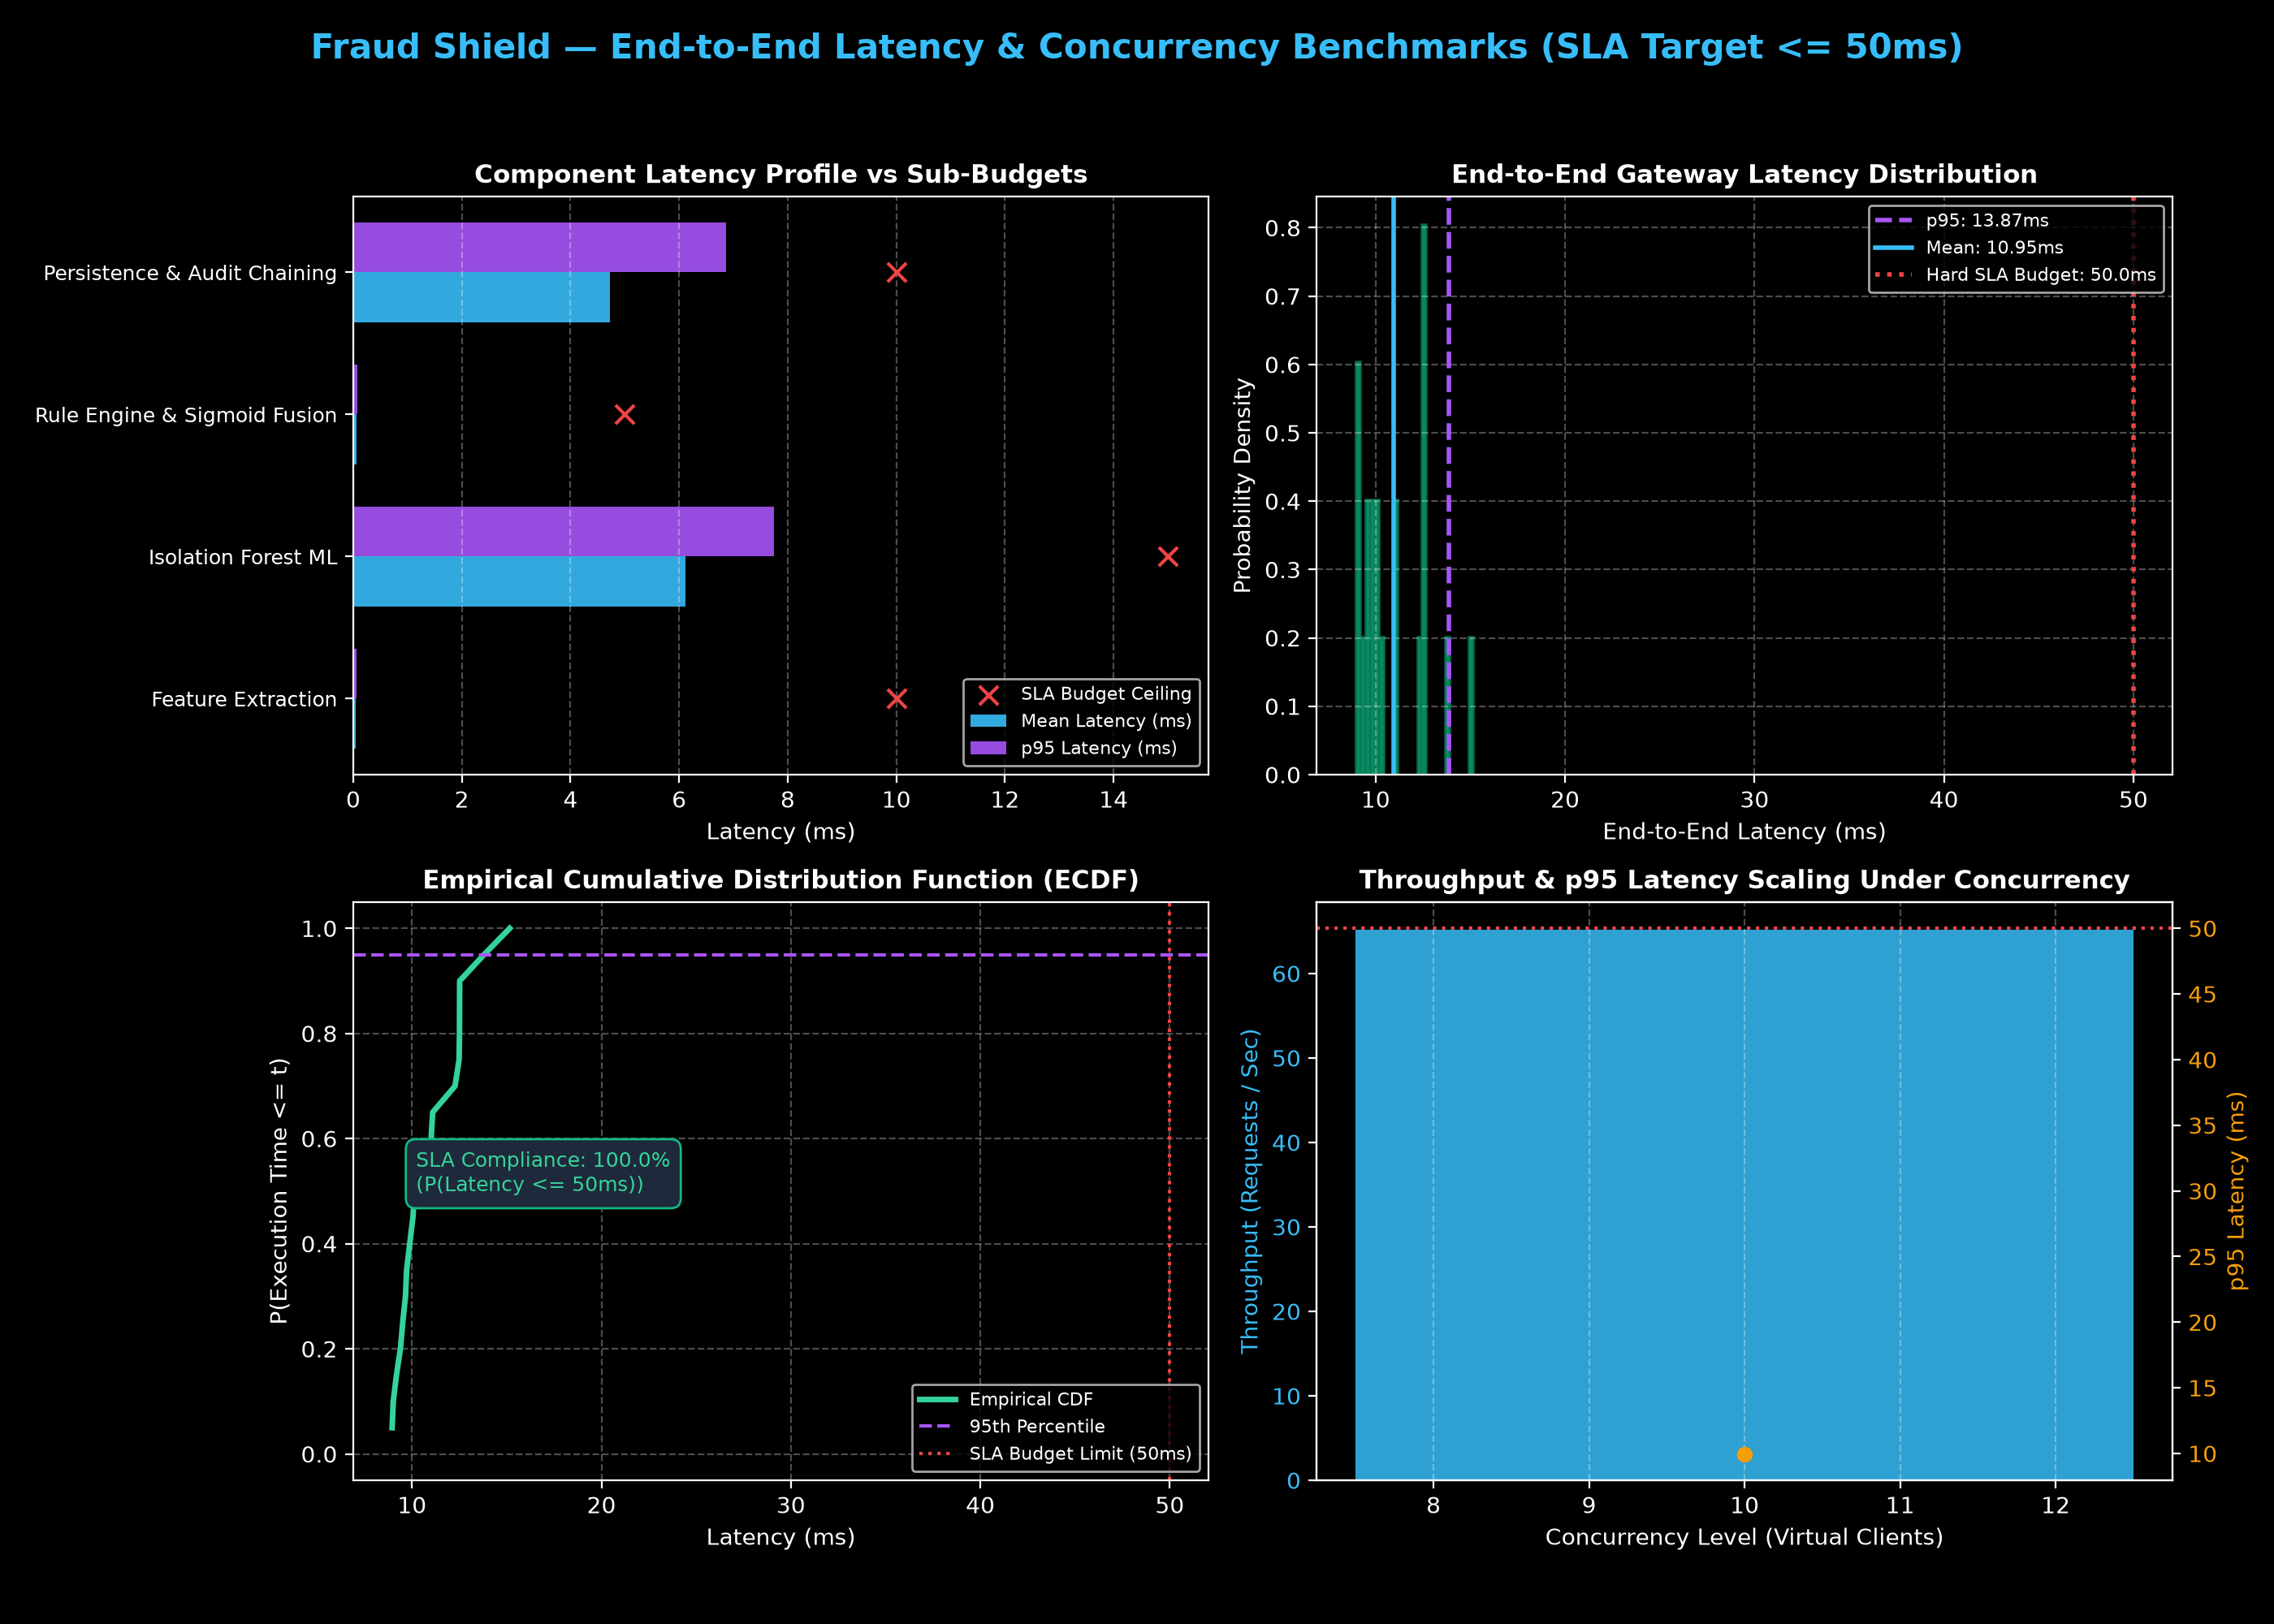 Fraud Shield — End-to-End Latency & Concurrency Benchmarks (SLA Target <= 50ms)
Component Latency Profile vs Sub-Budgets
Persistence & Audit Chaining
Rule Engine & Sigmoid Fusion
Isolation Forest ML
Feature Extraction
SLA Budget Ceiling
Mean Latency (ms)
p95 Latency (ms)
0 2 4 6 8 10 12 14
Latency (ms)
End-to-End Gateway Latency Distribution
p95: 13.87ms
Mean: 10.95ms
Hard SLA Budget: 50.0ms
Probability Density
0.8
0.7
0.6
0.5
0.4
0.3
0.2
0.1
0.0
10 20 30 40 50
End-to-End Latency (ms)
Empirical Cumulative Distribution Function (ECDF)
P(Execution Time <= t)
1.0
0.8
0.6
0.4
0.2
0.0
SLA Compliance: 100.0%
(P(Latency <= 50ms))
Empirical CDF
95th Percentile
SLA Budget Limit (50ms)
10 20 30 40 50
Latency (ms)
Throughput & p95 Latency Scaling Under Concurrency
Throughput (Requests / Sec)
60
50
40
30
20
10
0
50
45
40
35
30
25
20
15
10
p95 Latency (ms)
8 9 10 11 12
Concurrency Level (Virtual Clients)